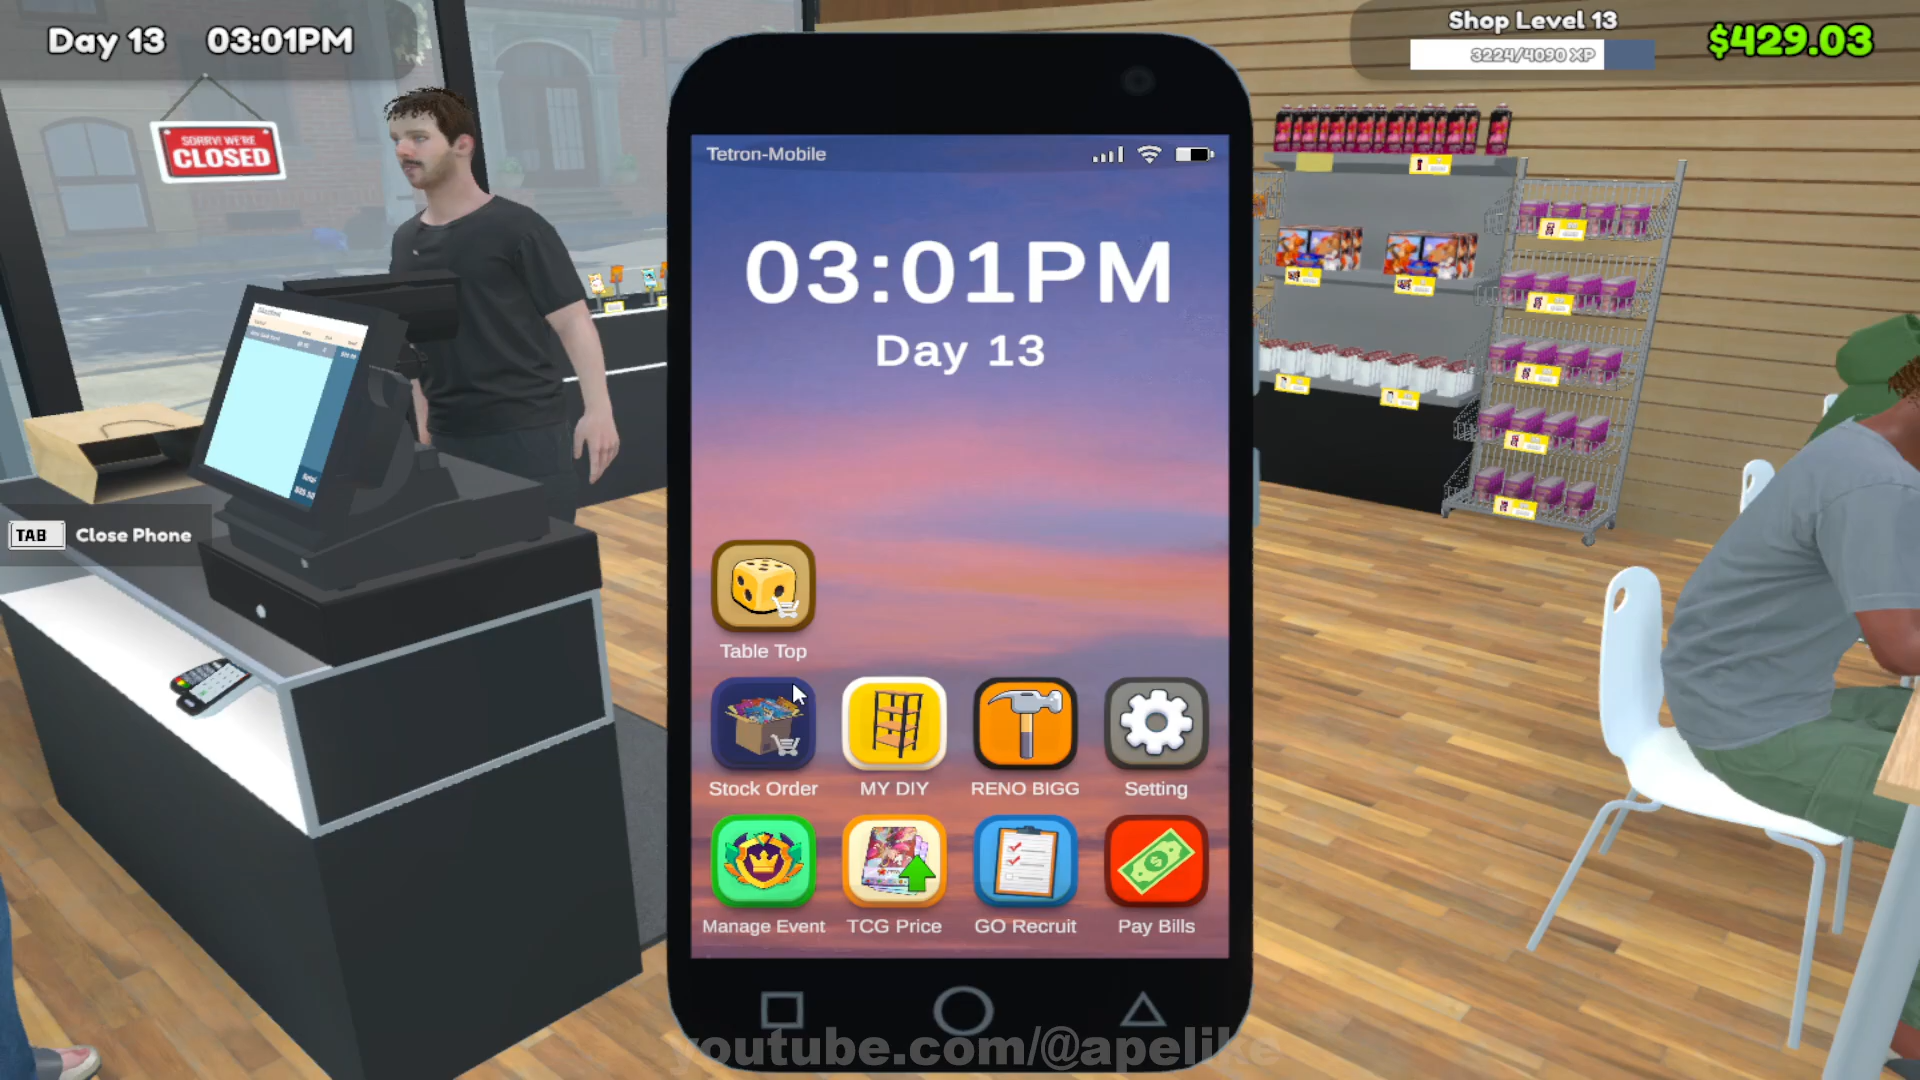 Day 13 03:01PM
Shop Level 13
3224/4090 XP
$429.03
SORRY! WE'RE
CLOSED
Tetron-Mobile
03:01PM
Day 13
TAB Close Phone
Table Top
Stock Order MY DIY RENO BIGG Setting
Manage Event TCG Price GO Recruit Pay Bills
youtube.com/@apelike